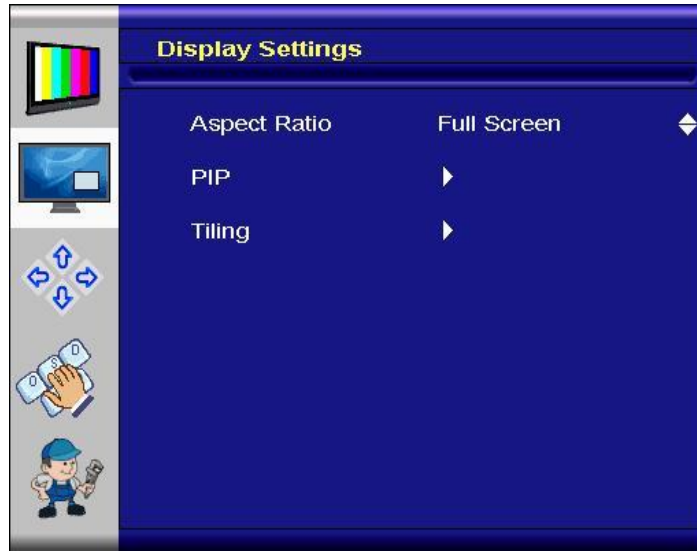 Display Settings
Aspect Ratio Full Screen
PIP
Tiling
O S D